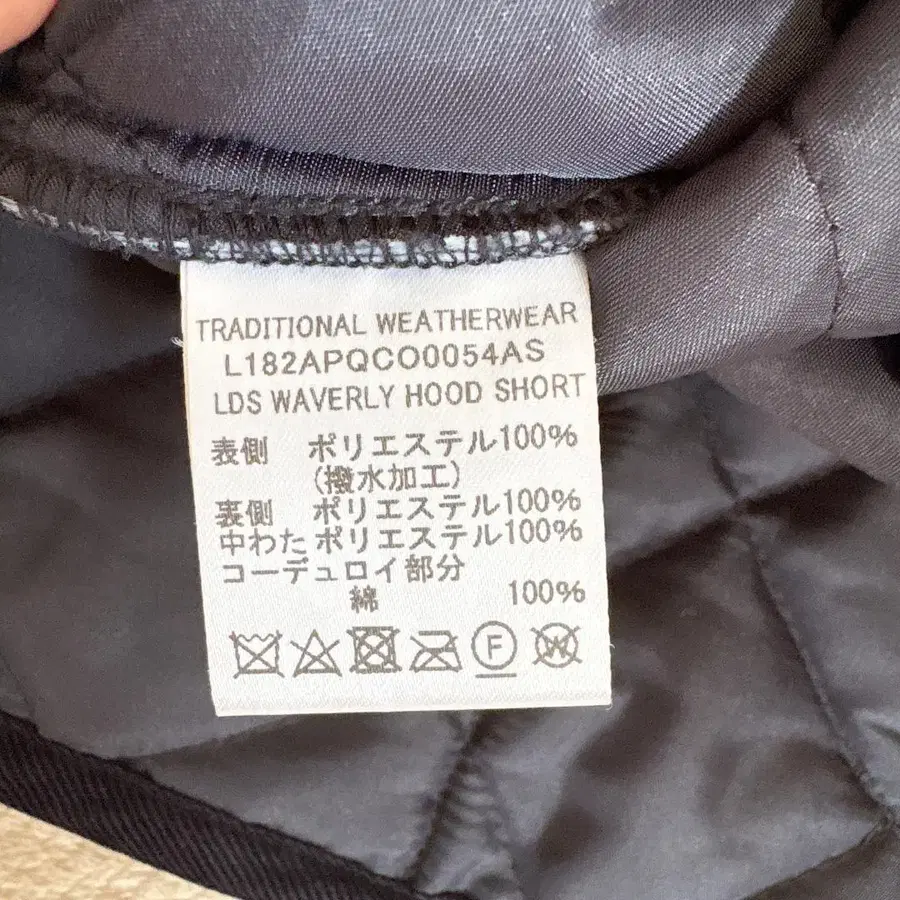 TRADITIONAL WEATHERWEAR
L182APQCO0054AS
LDS WAVERLY HOOD SHORT
表側 ポリエステル100%
(撥水加工)
裏側 ポリエステル100%
中わた ポリエステル100%
コーデュロイ部分
綿 100%
F W